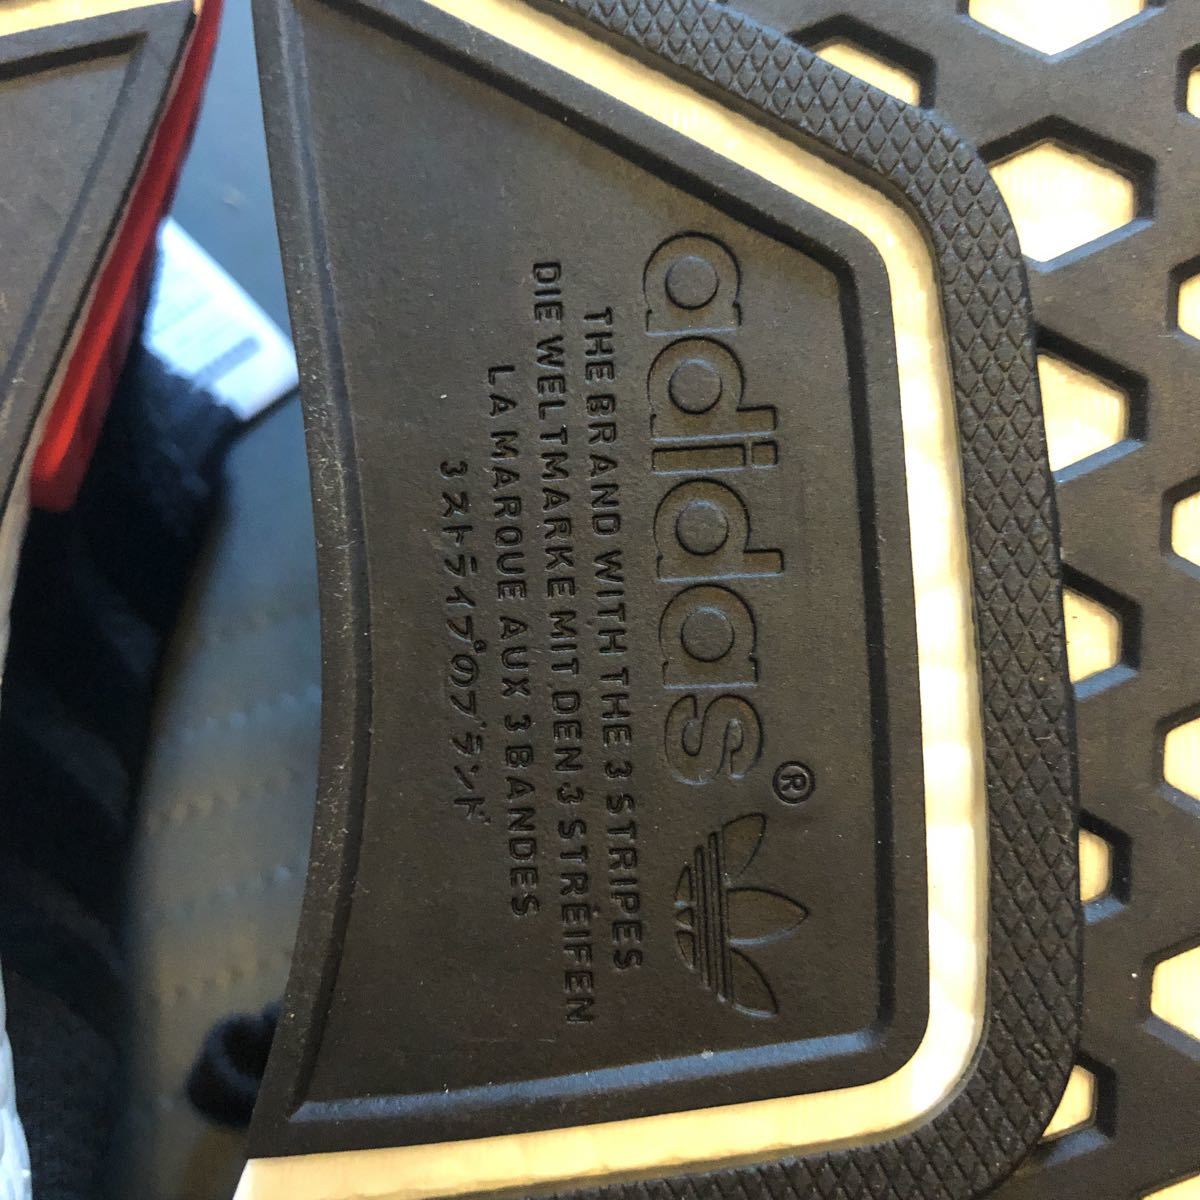 adidas®
THE BRAND WITH THE 3 STRIPES
DIE WELTMARKE MIT DEN 3 STREIFEN
LA MARQUE AUX 3 BANDES
3ストライプのブランド